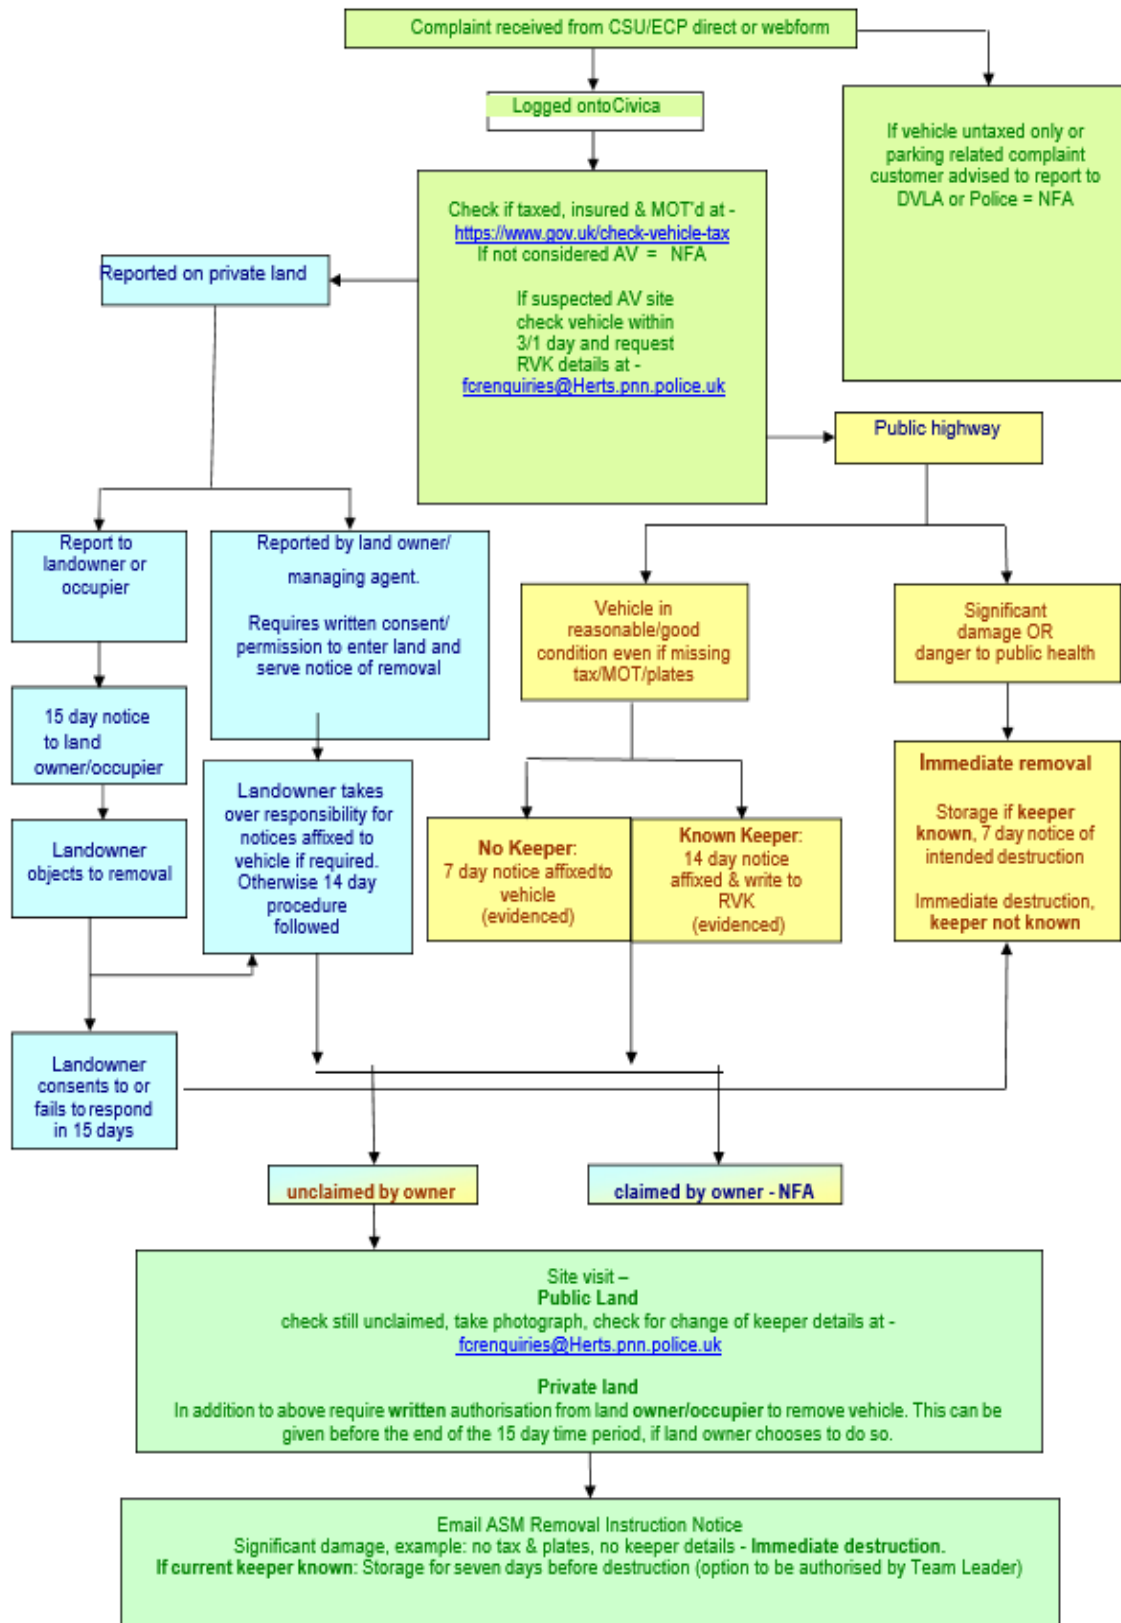 Complaint received from CSU/ECP direct or webform
Logged ontoCivica
If vehicle untaxed only or
parking related complaint
customer advised to report to
DVLA or Police = NFA
Check if taxed, insured & MOT'd at -
https://www.gov.uk/check-vehicle-tax
If not considered AV = NFA
If suspected AV site
check vehicle within
3/1 day and request
RVK details at -
fcrenquiries@Herts.pnn.police.uk
Reported on private land
Public highway
Report to
landowner or
occupier
Reported by land owner/
managing agent.
Requires written consent/
permission to enter land and
serve notice of removal
Vehicle in
reasonable/good
condition even if missing
tax/MOT/plates
Significant
damage OR
danger to public health
15 day notice
to land
owner/occupier
Landowner takes
over responsibility for
notices affixed to
vehicle if required.
Otherwise 14 day
procedure
followed
No Keeper:
7 day notice affixedto
vehicle
(evidenced)
Known Keeper:
14 day notice
affixed & write to
RVK
(evidenced)
Immediate removal
Storage if keeper
known, 7 day notice of
intended destruction
Immediate destruction,
keeper not known
Landowner
objects to removal
Landowner
consents to or
fails to respond
in 15 days
unclaimed by owner
claimed by owner - NFA
Site visit –
Public Land
check still unclaimed, take photograph, check for change of keeper details at -
fcrenquiries@Herts.pnn.police.uk
Private land
In addition to above require written authorisation from land owner/occupier to remove vehicle. This can be
given before the end of the 15 day time period, if land owner chooses to do so.
Email ASM Removal Instruction Notice
Significant damage, example: no tax & plates, no keeper details - Immediate destruction.
If current keeper known: Storage for seven days before destruction (option to be authorised by Team Leader)